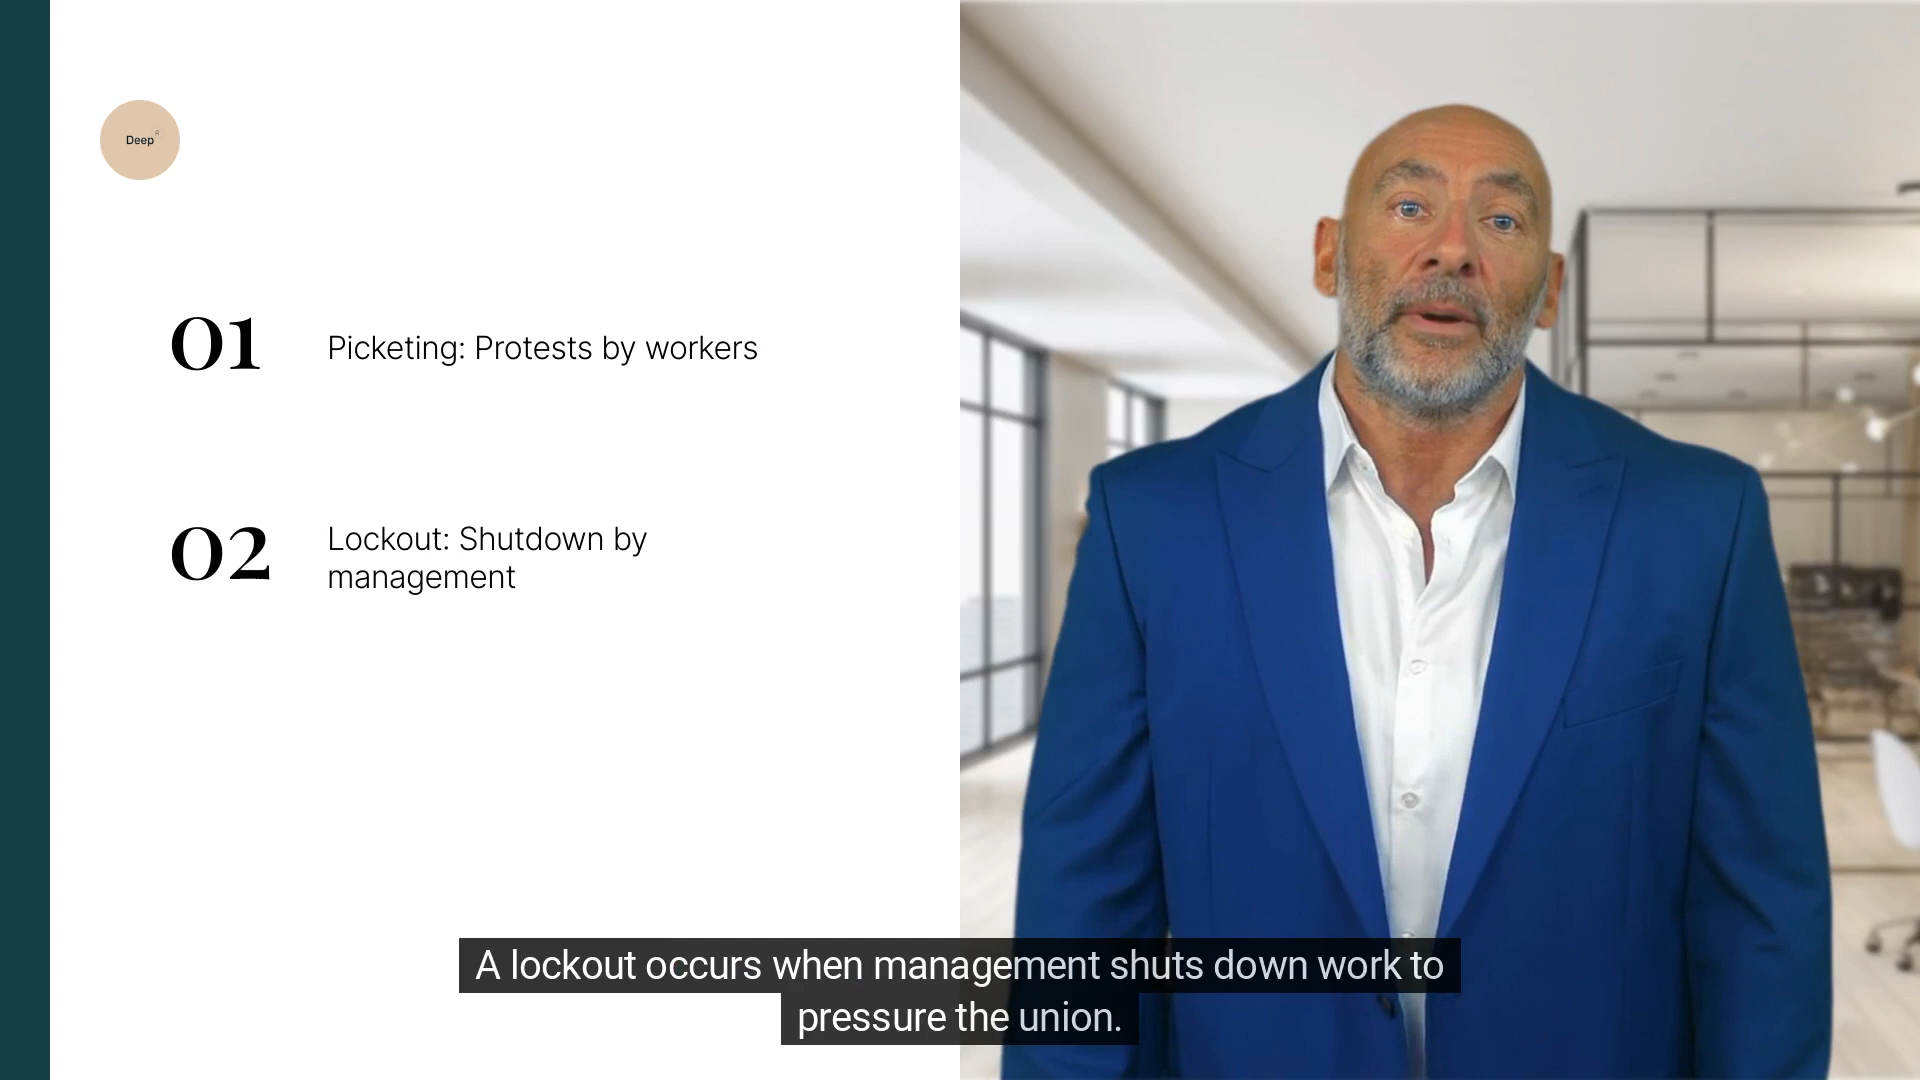 Deep R
01
Picketing: Protests by workers
02
Lockout: Shutdown by
management
A lockout occurs when management shuts down work to
pressure the union.